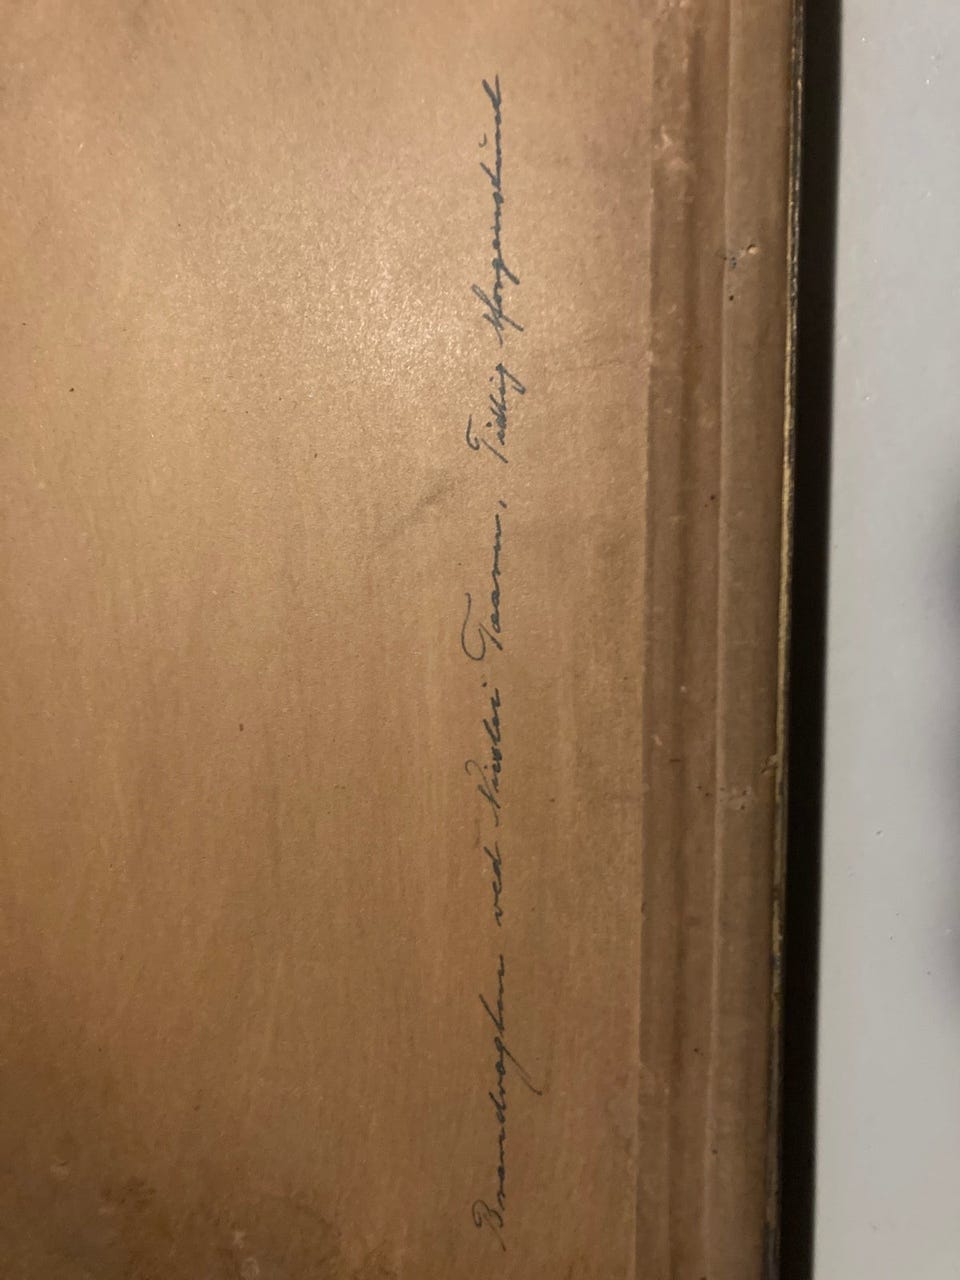 Brandvagten ved Nicolai Taarn, Tidlig Morgenstund